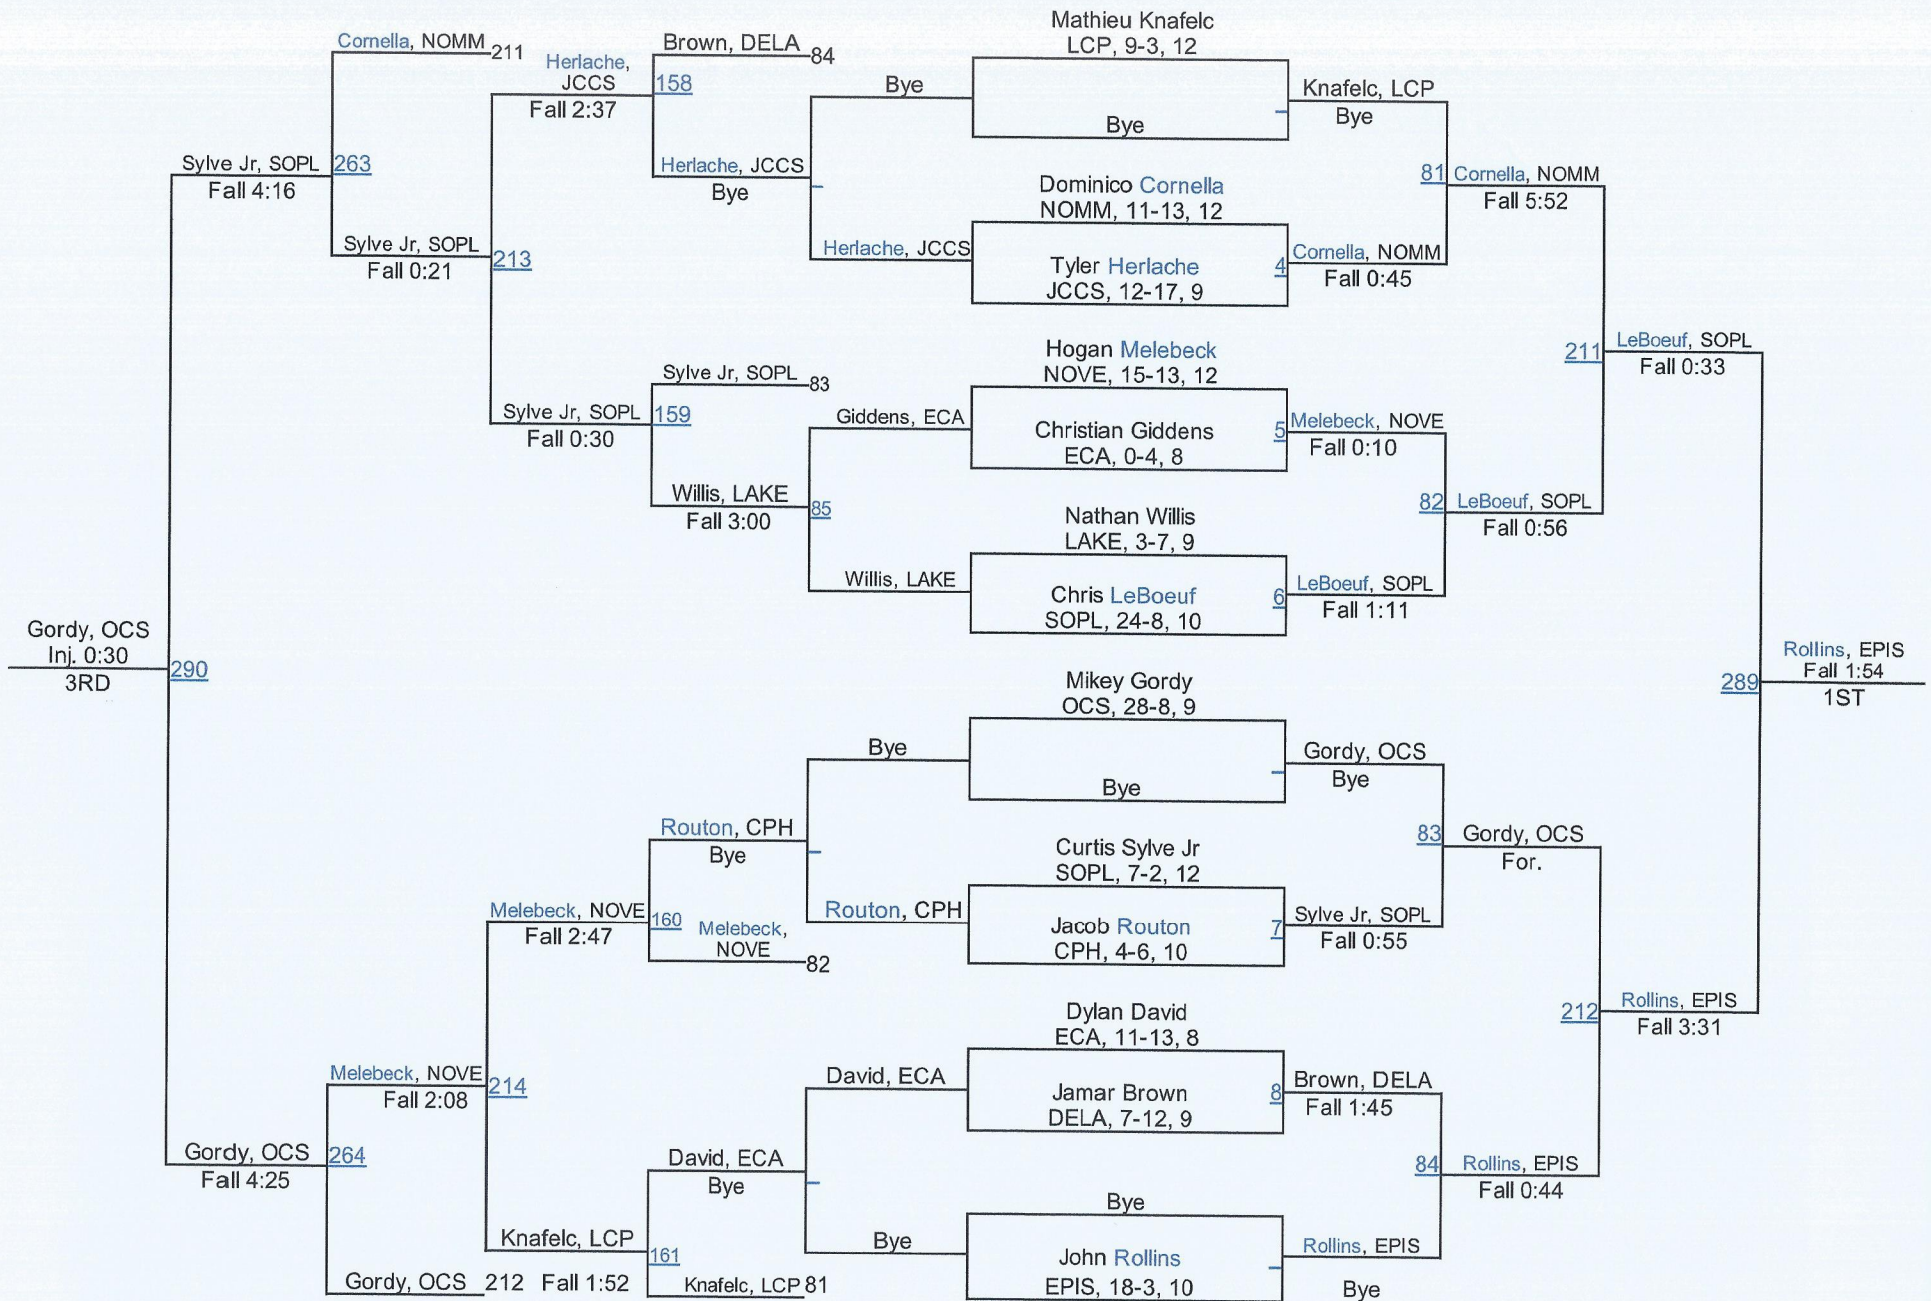 Mathieu Knafelc
LCP, 9-3, 12
Bye
Dominico Cornella
NOMM, 11-13, 12
Tyler Herlache
JCCS, 12-17, 9
4
Hogan Melebeck
NOVE, 15-13, 12
Christian Giddens
ECA, 0-4, 8
5
Nathan Willis
LAKE, 3-7, 9
Chris LeBoeuf
SOPL, 24-8, 10
6
Mikey Gordy
OCS, 28-8, 9
Bye
Curtis Sylve Jr
SOPL, 7-2, 12
Jacob Routon
CPH, 4-6, 10
7
Dylan David
ECA, 11-13, 8
Jamar Brown
DELA, 7-12, 9
8
Bye
John Rollins
EPIS, 18-3, 10
Knafelc, LCP
Bye
Cornella, NOMM
Fall 0:45
Melebeck, NOVE
Fall 0:10
LeBoeuf, SOPL
Fall 1:11
Gordy, OCS
Bye
Sylve Jr, SOPL
Fall 0:55
Brown, DELA
Fall 1:45
Rollins, EPIS
Bye
81
Cornella, NOMM
Fall 5:52
82
LeBoeuf, SOPL
Fall 0:56
83
Gordy, OCS
For.
84
Rollins, EPIS
Fall 0:44
211
LeBoeuf, SOPL
Fall 0:33
212
Rollins, EPIS
Fall 3:31
289
Rollins, EPIS
Fall 1:54
1ST
Bye
Herlache, JCCS
Giddens, ECA
Willis, LAKE
Bye
Routon, CPH
David, ECA
Bye
Brown, DELA
84
Herlache, JCCS
Bye
Sylve Jr, SOPL
83
Willis, LAKE
Fall 3:00
85
Routon, CPH
Bye
Melebeck,
NOVE
82
David, ECA
Bye
Knafelc, LCP
81
Herlache,
JCCS
Fall 2:37
158
Sylve Jr, SOPL
Fall 0:30
159
Melebeck, NOVE
Fall 2:47
160
Knafelc, LCP
Fall 1:52
161
Cornella, NOMM
211
Sylve Jr, SOPL
Fall 0:21
213
Melebeck, NOVE
Fall 2:08
214
Gordy, OCS
212
Sylve Jr, SOPL
Fall 4:16
263
Gordy, OCS
Fall 4:25
264
Gordy, OCS
Inj. 0:30
3RD
290